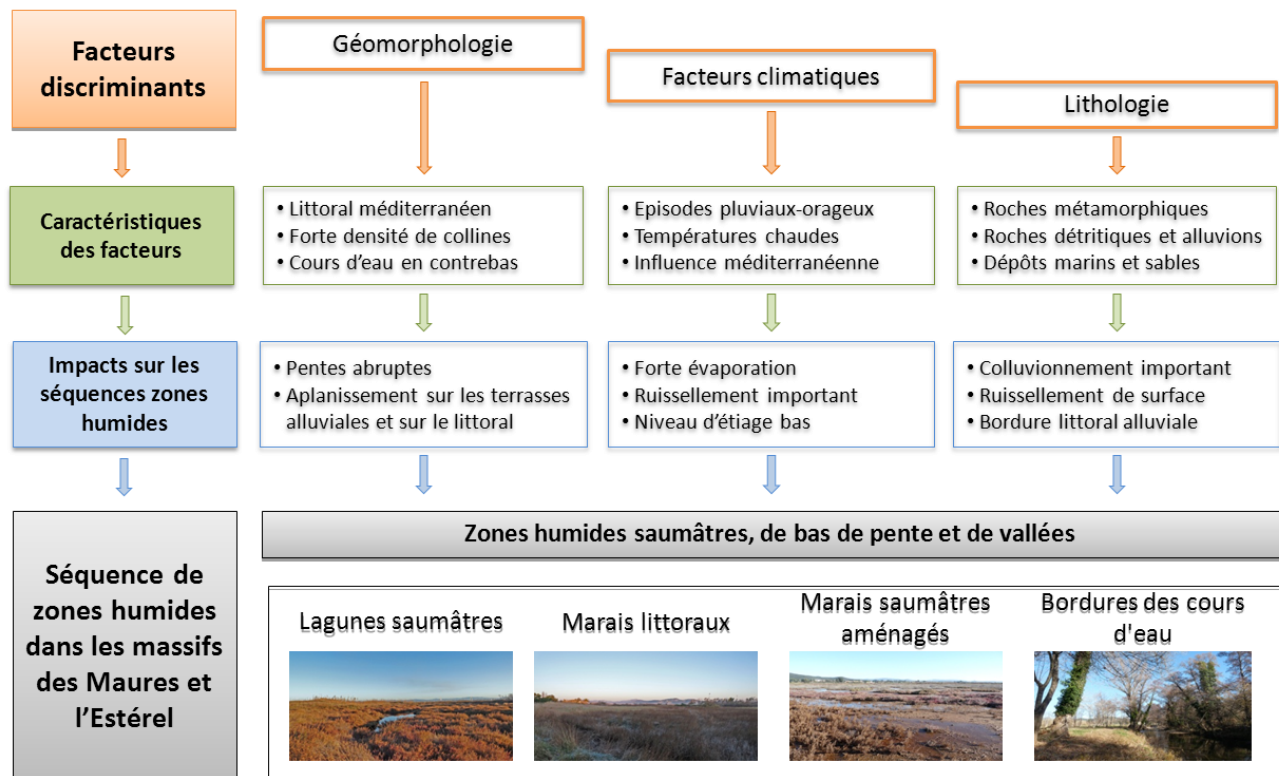 Facteurs
discriminants
Géomorphologie
Facteurs climatiques
Lithologie
Caractéristiques
des facteurs
• Littoral méditerranéen
• Forte densité de collines
• Cours d'eau en contrebas
• Episodes pluviaux-orageux
• Températures chaudes
• Influence méditerranéenne
• Roches métamorphiques
• Roches détritiques et alluvions
• Dépôts marins et sables
Impacts sur les
séquences zones
humides
• Pentes abruptes
• Aplanissement sur les terrasses
alluviales et sur le littoral
• Forte évaporation
• Ruissellement important
• Niveau d'étiage bas
• Colluvionnement important
• Ruissellement de surface
• Bordure littoral alluviale
Séquence de
zones humides
dans les massifs
des Maures et
l'Estérel
Zones humides saumâtres, de bas de pente et de vallées
Lagunes saumâtres
Marais littoraux
Marais saumâtres
aménagés
Bordures des cours
d'eau